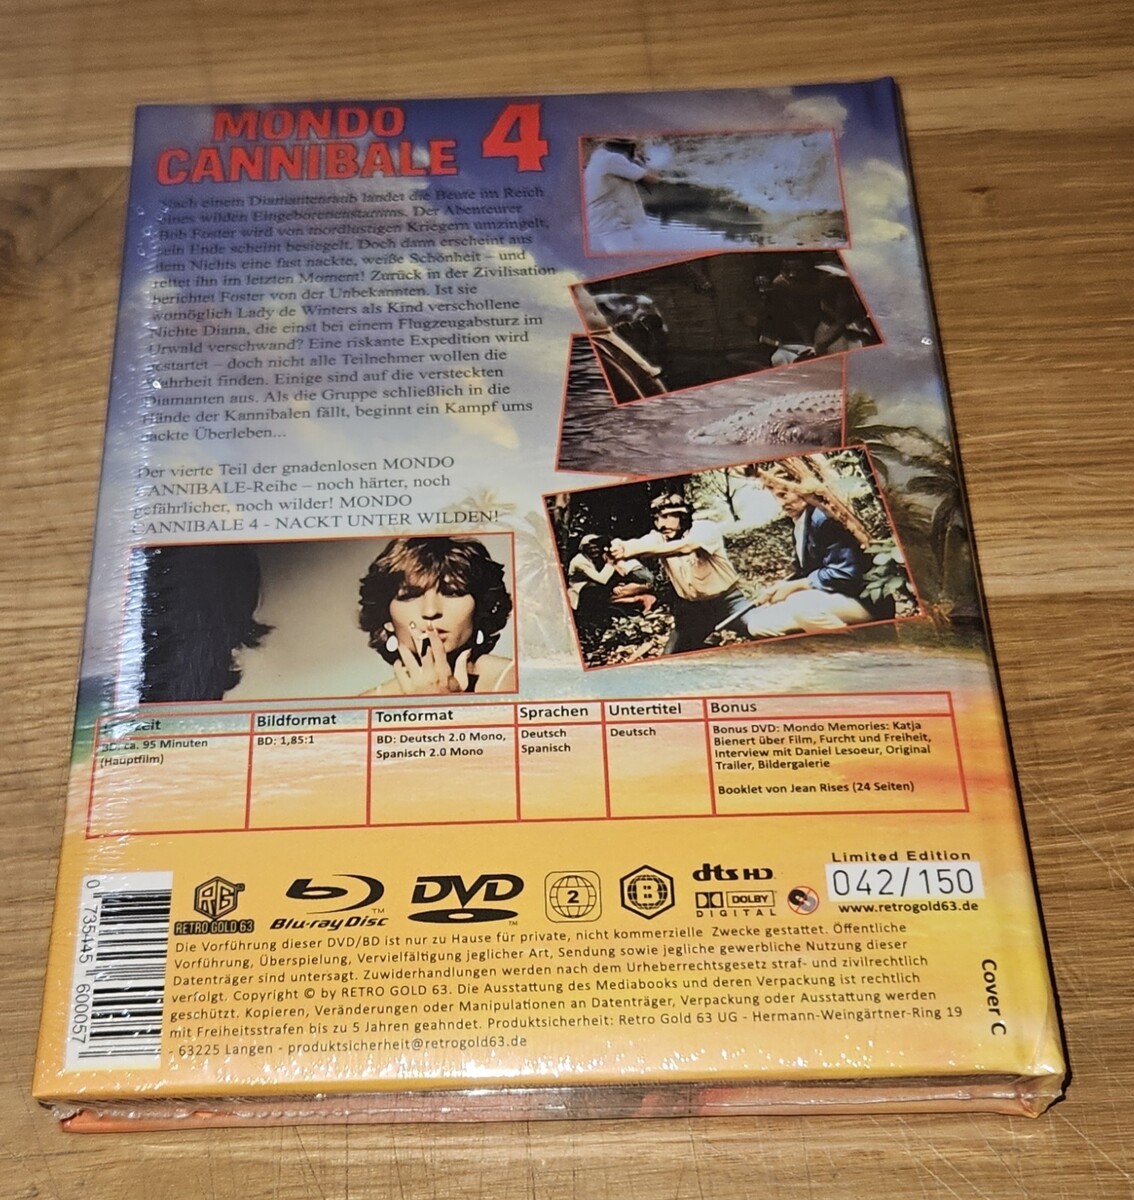 MONDO
CANNIBALE 4
Nach einem Diamantenraub landet die Beute im Reich
eines wilden Eingeborenenstamms. Der Abenteurer
Bob Foster wird von mordlustigen Kriegern umzingelt,
sein Ende scheint besiegelt. Doch dann erscheint aus
dem Nichts eine fast nackte, weiße Schönheit – und
rettet ihn im letzten Moment! Zurück in der Zivilisation
berichtet Foster von der Unbekannten. Ist sie
womöglich Lady de Winters als Kind verschollene
Nichte Diana, die einst bei einem Flugzeugabsturz im
Urwald verschwand? Eine riskante Expedition wird
gestartet – doch nicht alle Teilnehmer wollen die
Wahrheit finden. Einige sind auf die versteckten
Diamanten aus. Als die Gruppe schließlich in die
Hände der Kannibalen fällt, beginnt ein Kampf ums
nackte Überleben...
Der vierte Teil der gnadenlosen MONDO
CANNIBALE-Reihe – noch härter, noch
gefährlicher, noch wilder! MONDO
CANNIBALE 4 - NACKT UNTER WILDEN!
Bildformat Tonformat Sprachen Untertitel Bonus
BD: ca. 95 Minuten
(Hauptfilm)
BD: 1,85:1
BD: Deutsch 2.0 Mono,
Spanisch 2.0 Mono
Deutsch
Spanisch
Deutsch
Bonus DVD: Mondo Memories: Katja
Bienert über Film, Furcht und Freiheit,
Interview mit Daniel Lesoeur, Original
Trailer, Bildergalerie
Booklet von Jean Rises (24 Seiten)
0 735445 600057
RG
RETRO GOLD 63
Blu-ray Disc™
DVD™
2
B
dts HD
DOLBY
DIGITAL
Limited Edition
042/150
www.retrogold63.de
Die Vorführung dieser DVD/BD ist nur zu Hause für private, nicht kommerzielle Zwecke gestattet. Öffentliche
Vorführung, Überspielung, Vervielfältigung jeglicher Art, Sendung sowie jegliche gewerbliche Nutzung dieser
Datenträger sind untersagt. Zuwiderhandlungen werden nach dem Urheberrechtsgesetz straf- und zivilrechtlich
verfolgt. Copyright © by RETRO GOLD 63. Die Ausstattung des Mediabooks und deren Verpackung ist rechtlich
geschützt. Kopieren, Veränderungen oder Manipulationen an Datenträger, Verpackung oder Ausstattung werden
mit Freiheitsstrafen bis zu 5 Jahren geahndet. Produktsicherheit: Retro Gold 63 UG - Hermann-Weingärtner-Ring 19
- 63225 Langen - produktsicherheit@retrogold63.de
Cover C